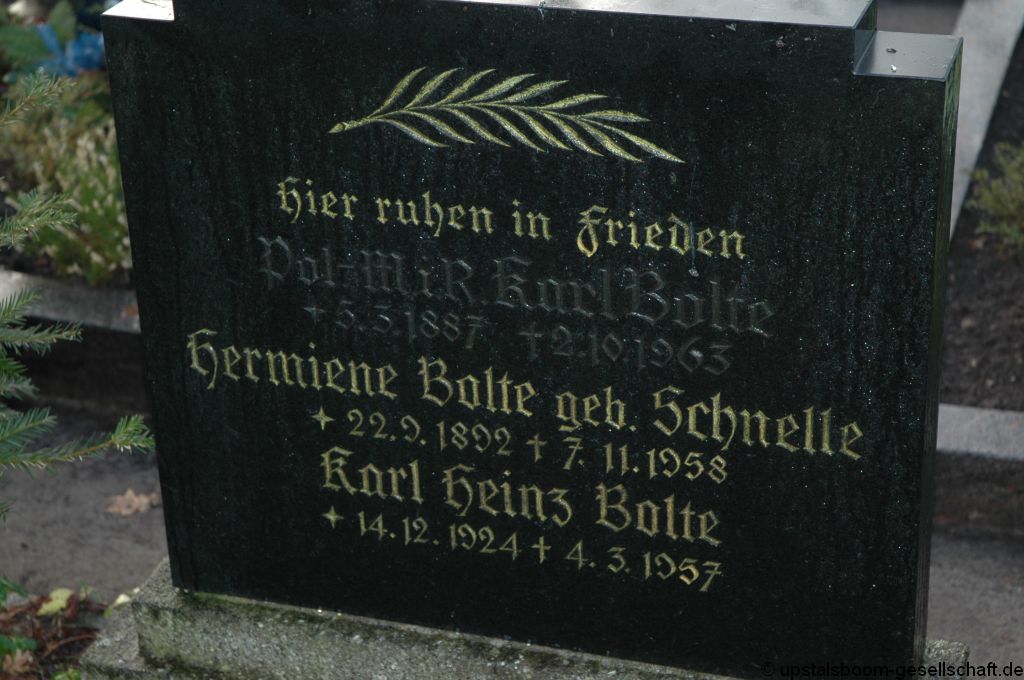 Hier ruhen in Frieden
Pol-M i R Karl Bolte
+ 5.3.1887 + 2.10.1963
Hermiene Bolte geb. Schnelle
+ 22.9.1892 + 7.11.1958
Karl Heinz Bolte
+ 14.12.1924 + 4.3.1957
© upstalsboom-gesellschaft.de